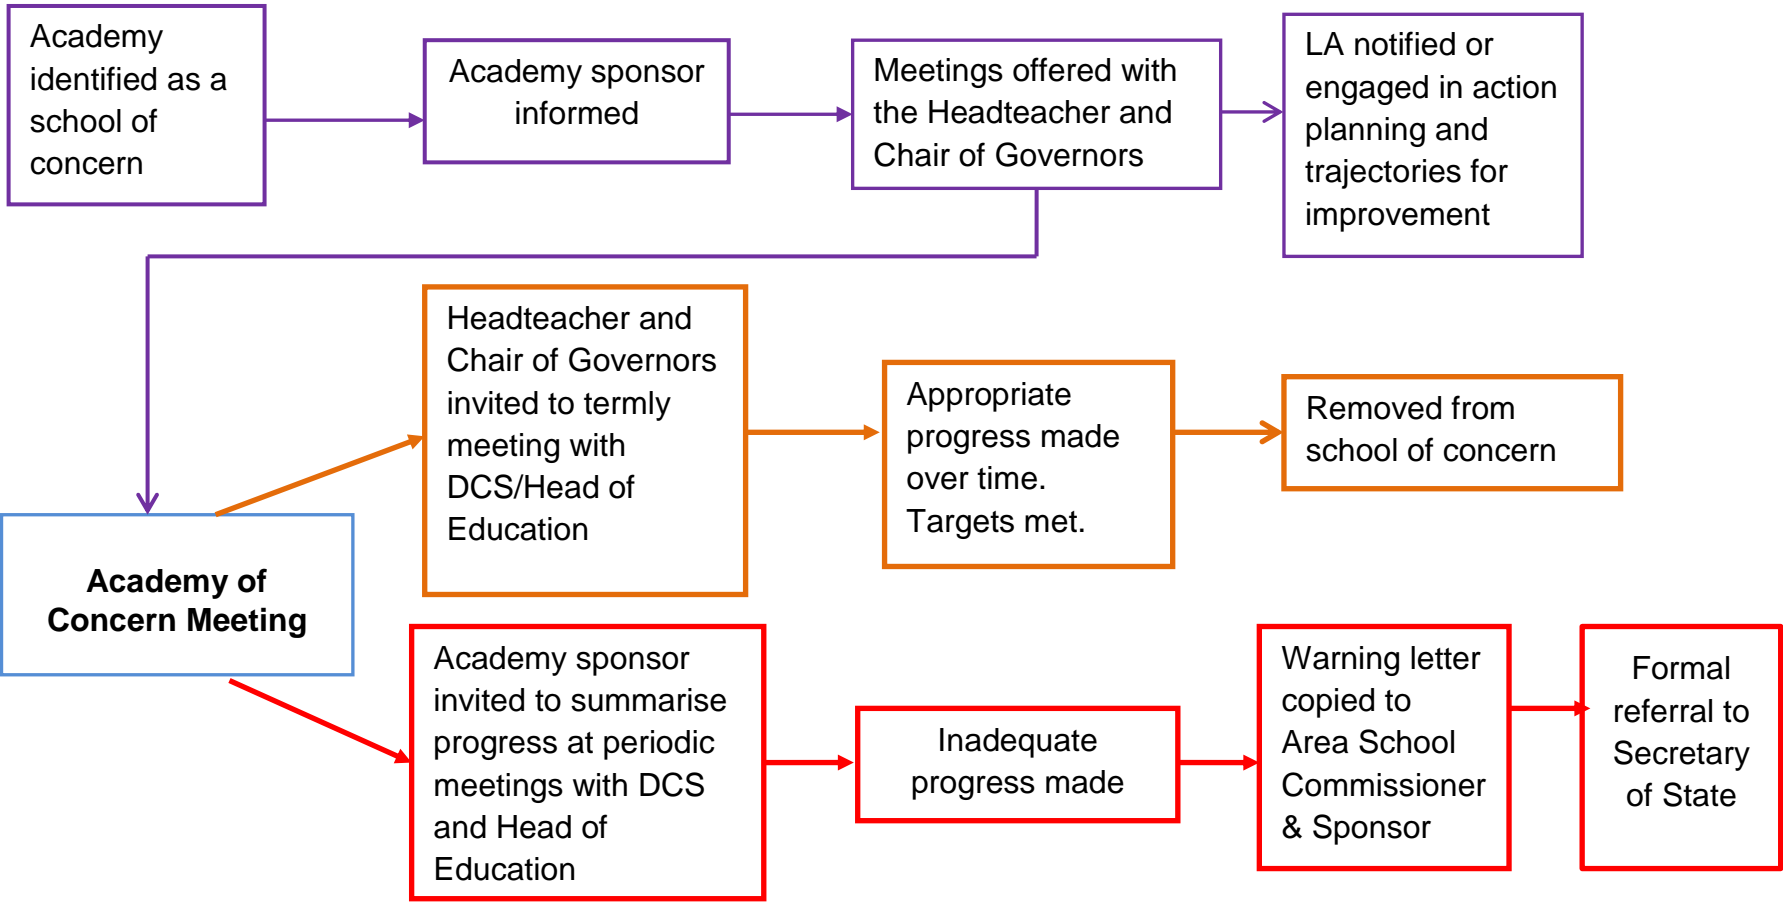 Academy
identified as a
school of
concern
Academy sponsor
informed
Meetings offered with
the Headteacher and
Chair of Governors
LA notified or
engaged in action
planning and
trajectories for
improvement
Headteacher and
Chair of Governors
invited to termly
meeting with
DCS/Head of
Education
Appropriate
progress made
over time.
Targets met.
Removed from
school of concern
Academy of
Concern Meeting
Academy sponsor
invited to summarise
progress at periodic
meetings with DCS
and Head of
Education
Inadequate
progress made
Warning letter
copied to
Area School
Commissioner
& Sponsor
Formal
referral to
Secretary
of State